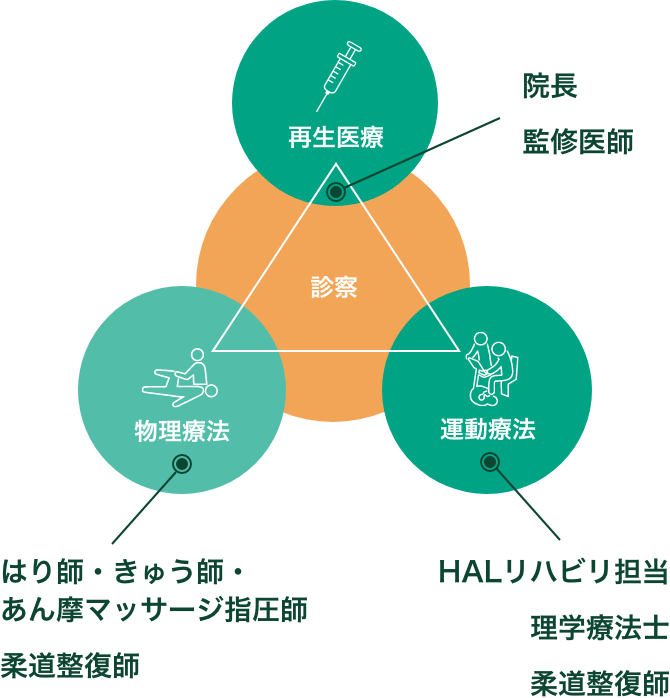 再生医療
院長
監修医師
診察
物理療法
運動療法
はり師・きゅう師・
あん摩マッサージ指圧師
柔道整復師
HALリハビリ担当
理学療法士
柔道整復師